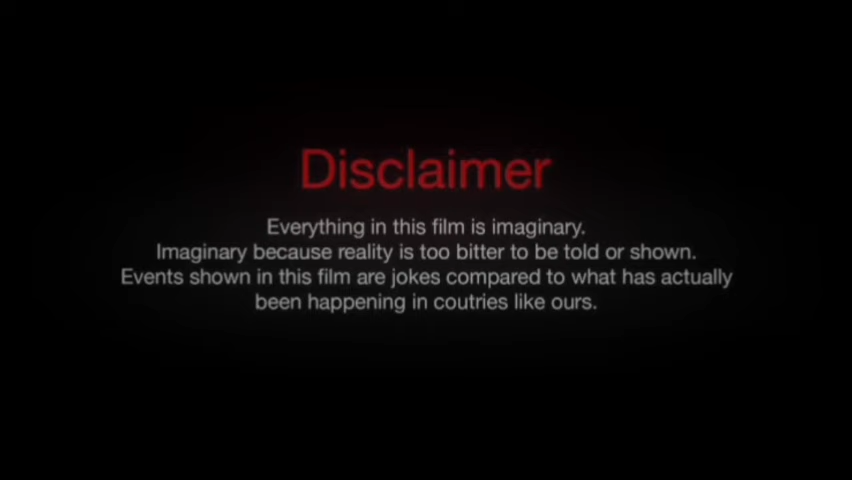 Disclaimer
Everything in this film is imaginary.
Imaginary because reality is too bitter to be told or shown.
Events shown in this film are jokes compared to what has actually
been happening in coutries like ours.